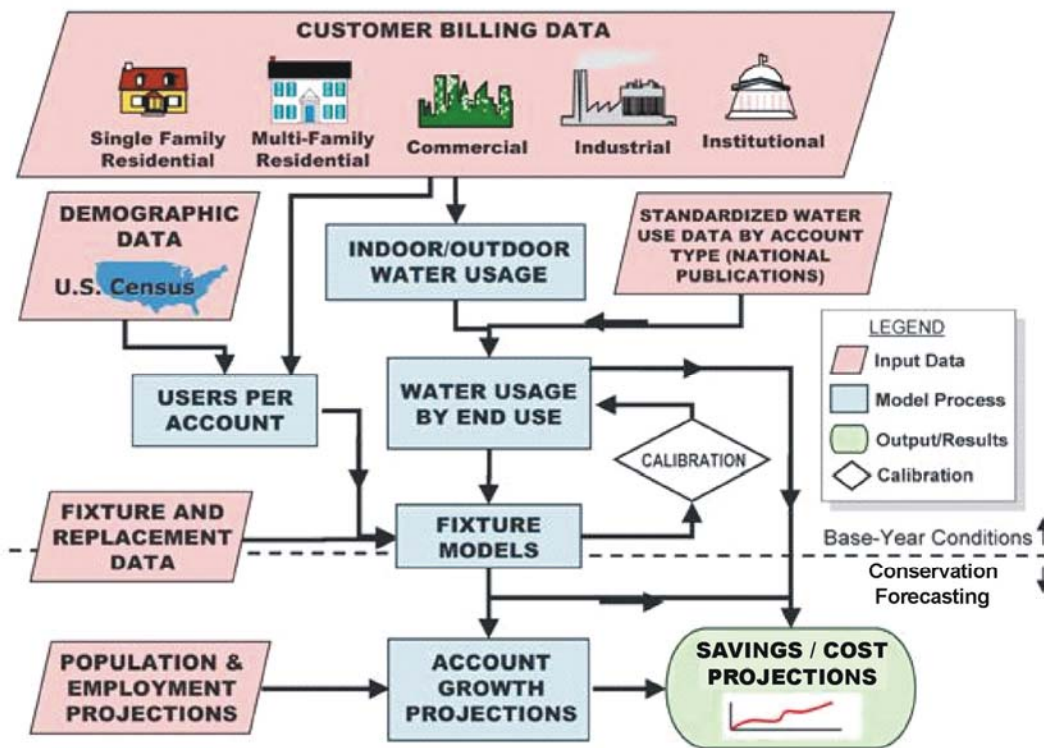 CUSTOMER BILLING DATA
Single Family
Residential
Multi-Family
Residential
Commercial
Industrial
Institutional
DEMOGRAPHIC
DATA
U.S. Census
INDOOR/OUTDOOR
WATER USAGE
STANDARDIZED WATER
USE DATA BY ACCOUNT
TYPE (NATIONAL
PUBLICATIONS)
LEGEND
Input Data
Model Process
Output/Results
Calibration
USERS PER
ACCOUNT
WATER USAGE
BY END USE
CALIBRATION
FIXTURE AND
REPLACEMENT
DATA
FIXTURE
MODELS
Base-Year Conditions
Conservation
Forecasting
POPULATION &
EMPLOYMENT
PROJECTIONS
ACCOUNT
GROWTH
PROJECTIONS
SAVINGS / COST
PROJECTIONS